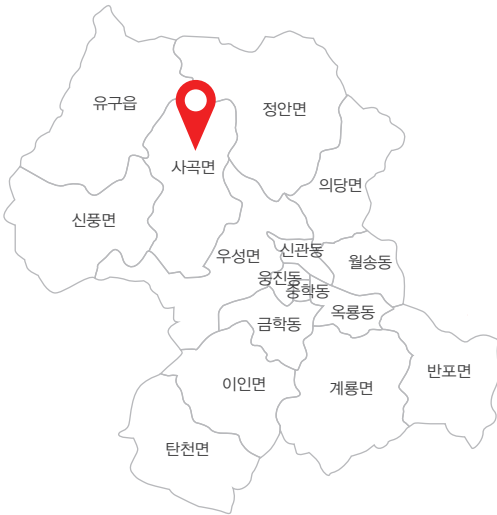 유구읍
정안면
사곡면
의당면
신풍면
우성면
신관동
월송동
웅진동
중학동
옥룡동
금학동
반포면
이인면
계룡면
탄천면